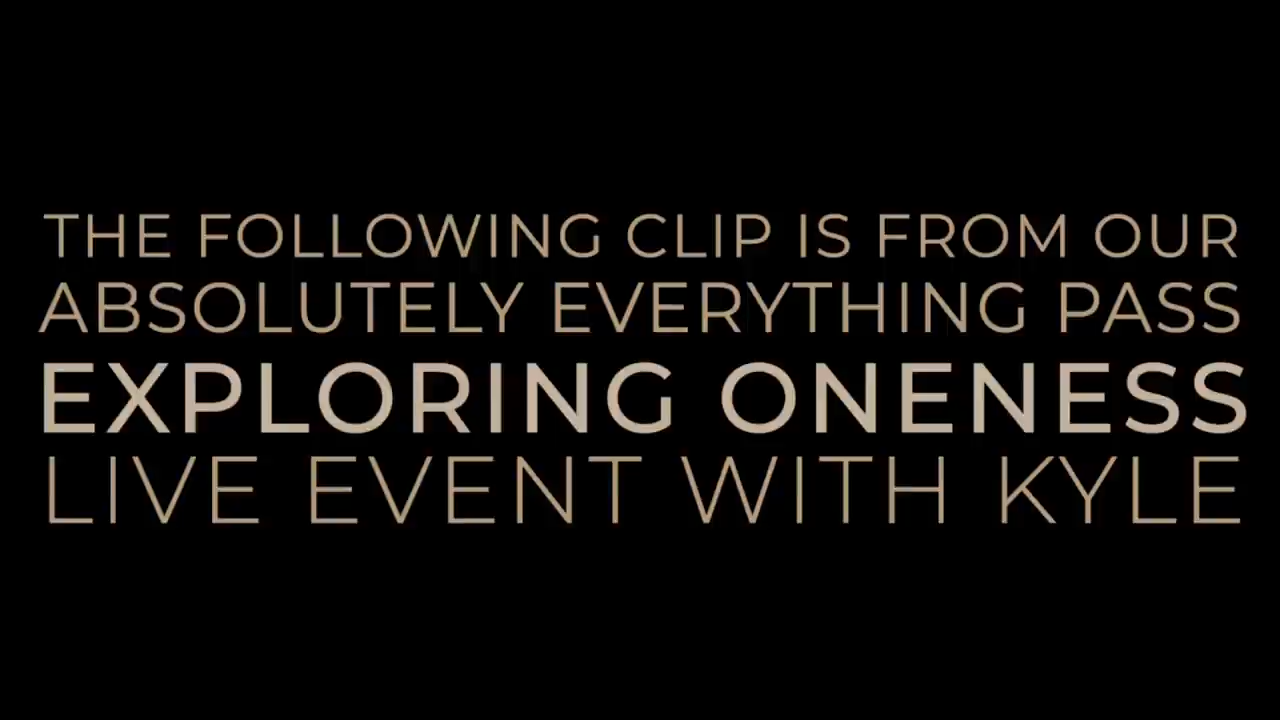 THE FOLLOWING CLIP IS FROM OUR
ABSOLUTELY EVERYTHING PASS
EXPLORING ONENESS
LIVE EVENT WITH KYLE